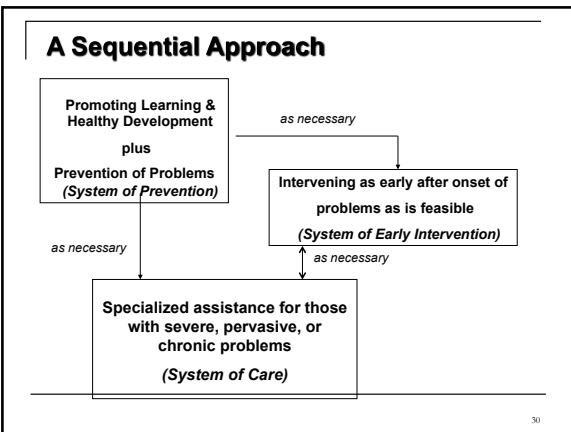 A Sequential Approach
Promoting Learning &
Healthy Development
plus
Prevention of Problems
(System of Prevention)
as necessary
Intervening as early after onset of
problems as is feasible
(System of Early Intervention)
as necessary
as necessary
Specialized assistance for those
with severe, pervasive, or
chronic problems
(System of Care)
30